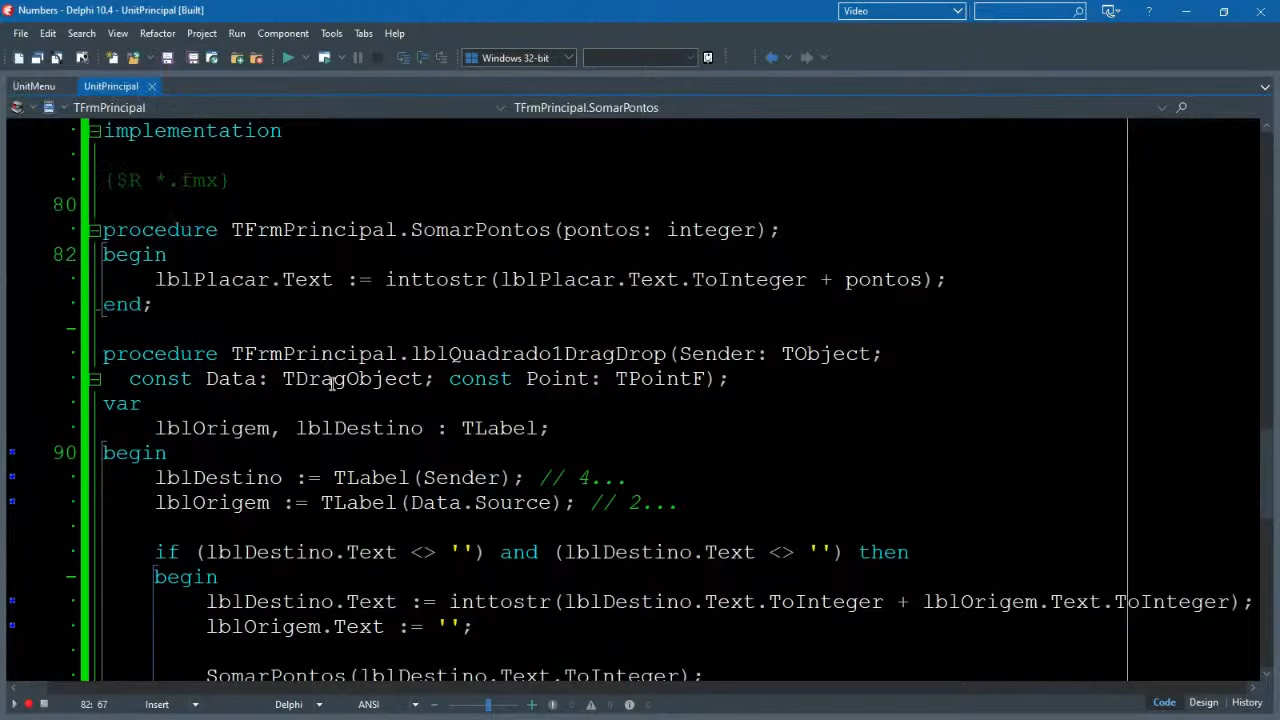 Numbers - Delphi 10.4 - UnitPrincipal [Built]
Video
?
File Edit Search View Refactor Project Run Component Tools Tabs Help
Windows 32-bit
UnitMenu UnitPrincipal
TFrmPrincipal TFrmPrincipal.SomarPontos
implementation
{$R *.fmx}
80
procedure TFrmPrincipal.SomarPontos(pontos: integer);
82 begin
lblPlacar.Text := inttostr(lblPlacar.Text.ToInteger + pontos);
end;
procedure TFrmPrincipal.lblQuadrado1DragDrop(Sender: TObject;
const Data: TDragObject; const Point: TPointF);
var
lblOrigem, lblDestino : TLabel;
90 begin
lblDestino := TLabel(Sender); // 4...
lblOrigem := TLabel(Data.Source); // 2...
if (lblDestino.Text <> '') and (lblDestino.Text <> '') then
begin
lblDestino.Text := inttostr(lblDestino.Text.ToInteger + lblOrigem.Text.ToInteger);
lblOrigem.Text := '';
SomarPontos(lblDestino.Text.ToInteger);
82: 67 Insert Delphi ANSI Code Design History